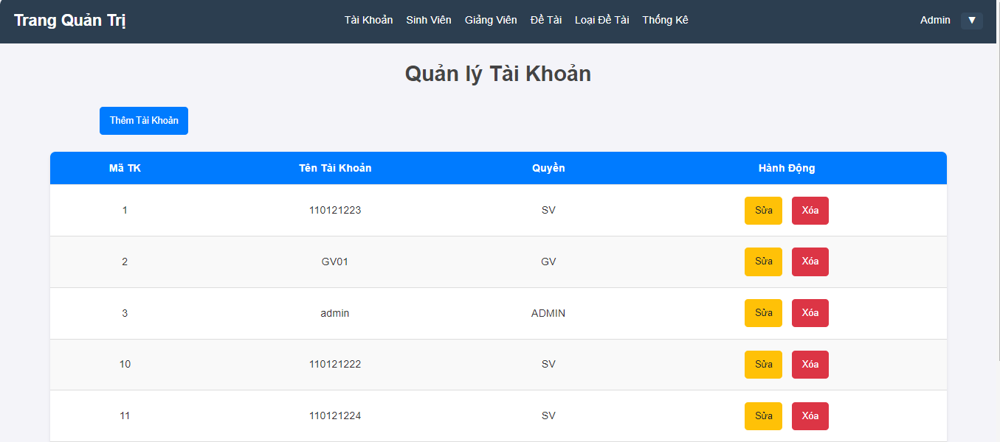 Trang Quản Trị Tài Khoản Sinh Viên Giảng Viên Đề Tài Loại Đề Tài Thống Kê Admin ▼
Quản lý Tài Khoản
Thêm Tài Khoản
Mã TK Tên Tài Khoản Quyền Hành Động
1 110121223 SV Sửa Xóa
2 GV01 GV Sửa Xóa
3 admin ADMIN Sửa Xóa
10 110121222 SV Sửa Xóa
11 110121224 SV Sửa Xóa